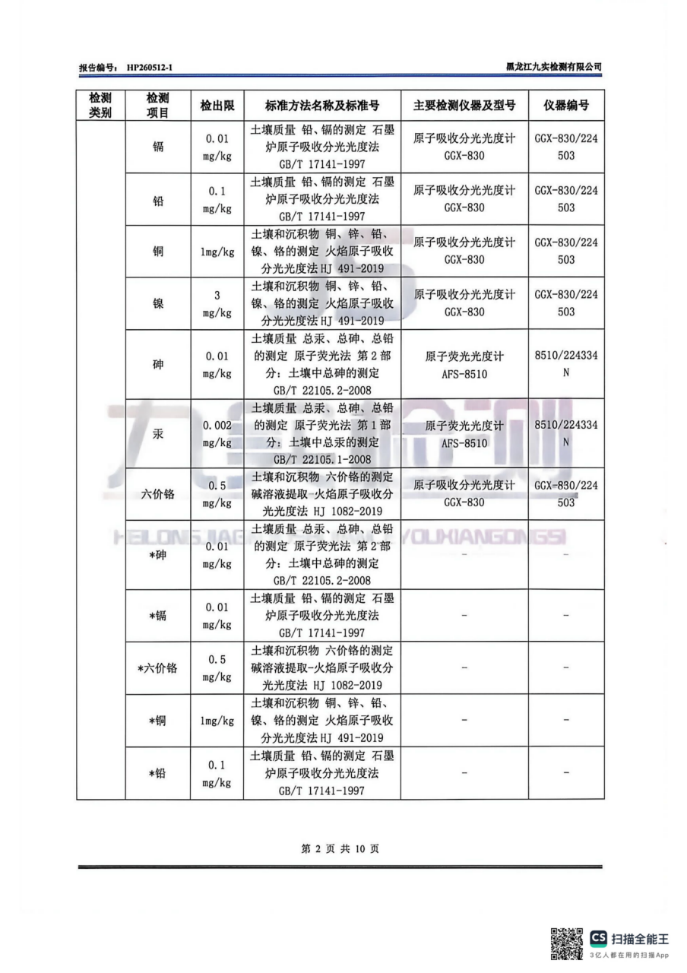 报告编号： HP260512-1
黑龙江九实检测有限公司
检测类别
检测项目
检出限
标准方法名称及标准号
主要检测仪器及型号
仪器编号
镉
0.01
mg/kg
土壤质量 铅、镉的测定 石墨
炉原子吸收分光光度法
GB/T 17141-1997
原子吸收分光光度计
GGX-830
GGX-830/224
503
铅
0.1
mg/kg
土壤质量 铅、镉的测定 石墨
炉原子吸收分光光度法
GB/T 17141-1997
原子吸收分光光度计
GGX-830
GGX-830/224
503
铜
1mg/kg
土壤和沉积物 铜、锌、铅、
镍、铬的测定 火焰原子吸收
分光光度法 HJ 491-2019
原子吸收分光光度计
GGX-830
GGX-830/224
503
镍
3
mg/kg
土壤和沉积物 铜、锌、铅、
镍、铬的测定 火焰原子吸收
分光光度法 HJ 491-2019
原子吸收分光光度计
GGX-830
GGX-830/224
503
砷
0.01
mg/kg
土壤质量 总汞、总砷、总铅
的测定 原子荧光法 第 2 部
分：土壤中总砷的测定
GB/T 22105.2-2008
原子荧光光度计
AFS-8510
8510/224334
N
汞
0.002
mg/kg
土壤质量 总汞、总砷、总铅
的测定 原子荧光法 第 1 部
分：土壤中总汞的测定
GB/T 22105.1-2008
原子荧光光度计
AFS-8510
8510/224334
N
六价铬
0.5
mg/kg
土壤和沉积物 六价铬的测定
碱溶液提取-火焰原子吸收分
光光度法 HJ 1082-2019
原子吸收分光光度计
GGX-830
GGX-830/224
503
*砷
0.01
mg/kg
土壤质量 总汞、总砷、总铅
的测定 原子荧光法 第 2 部
分：土壤中总砷的测定
GB/T 22105.2-2008
-
-
*镉
0.01
mg/kg
土壤质量 铅、镉的测定 石墨
炉原子吸收分光光度法
GB/T 17141-1997
-
-
*六价铬
0.5
mg/kg
土壤和沉积物 六价铬的测定
碱溶液提取-火焰原子吸收分
光光度法 HJ 1082-2019
-
-
*铜
1mg/kg
土壤和沉积物 铜、锌、铅、
镍、铬的测定 火焰原子吸收
分光光度法 HJ 491-2019
-
-
*铅
0.1
mg/kg
土壤质量 铅、镉的测定 石墨
炉原子吸收分光光度法
GB/T 17141-1997
-
-
九实检测
第 2 页 共 10 页
CS 扫描全能王
3亿人都在用的扫描App